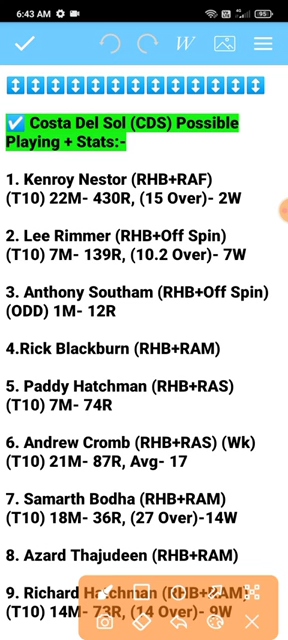 6:43 AM
95
W
✅ Costa Del Sol (CDS) Possible
Playing + Stats:-
1. Kenroy Nestor (RHB+RAF)
(T10) 22M- 430R, (15 Over)- 2W
2. Lee Rimmer (RHB+Off Spin)
(T10) 7M- 139R, (10.2 Over)- 7W
3. Anthony Southam (RHB+Off Spin)
(ODD) 1M- 12R
4.Rick Blackburn (RHB+RAM)
5. Paddy Hatchman (RHB+RAS)
(T10) 7M- 74R
6. Andrew Cromb (RHB+RAS) (Wk)
(T10) 21M- 87R, Avg- 17
7. Samarth Bodha (RHB+RAM)
(T10) 18M- 36R, (27 Over)-14W
8. Azard Thajudeen (RHB+RAM)
9. Richard Hatchman (RHB+RAM)
(T10) 14M- 73R, (14 Over)- 9W